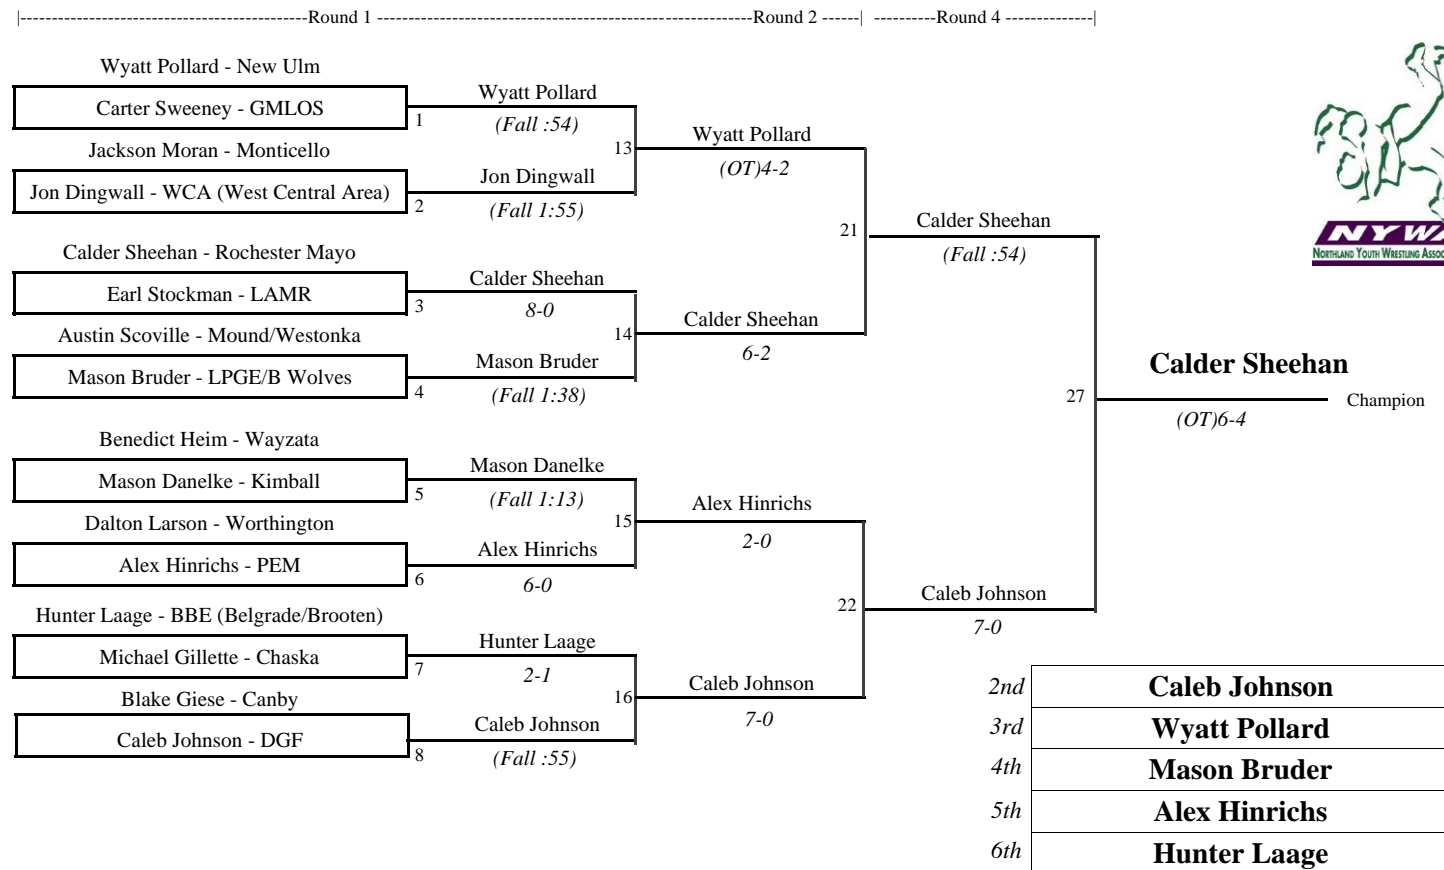 |------------------------------------------Round 1 -------------------------------------------------------Round 2 ------| ----------Round 4 --------------|
Wyatt Pollard - New Ulm
Carter Sweeney - GMLOS
1
Jackson Moran - Monticello
Jon Dingwall - WCA (West Central Area)
2
Calder Sheehan - Rochester Mayo
Earl Stockman - LAMR
3
Austin Scoville - Mound/Westonka
Mason Bruder - LPGE/B Wolves
4
Benedict Heim - Wayzata
Mason Danelke - Kimball
5
Dalton Larson - Worthington
Alex Hinrichs - PEM
6
Hunter Laage - BBE (Belgrade/Brooten)
Michael Gillette - Chaska
7
Blake Giese - Canby
Caleb Johnson - DGF
8
Wyatt Pollard
(Fall :54)
13
Jon Dingwall
(Fall 1:55)
Calder Sheehan
8-0
14
Mason Bruder
(Fall 1:38)
Mason Danelke
(Fall 1:13)
15
Alex Hinrichs
6-0
Hunter Laage
2-1
16
Caleb Johnson
(Fall :55)
Wyatt Pollard
(OT)4-2
21
Calder Sheehan
6-2
Alex Hinrichs
2-0
22
Caleb Johnson
7-0
Calder Sheehan
(Fall :54)
27
Caleb Johnson
7-0
NORTHLAND YOUTH WRESTLING
Calder Sheehan
Champion
(OT)6-4
2nd Caleb Johnson
3rd Wyatt Pollard
4th Mason Bruder
5th Alex Hinrichs
6th Hunter Laage